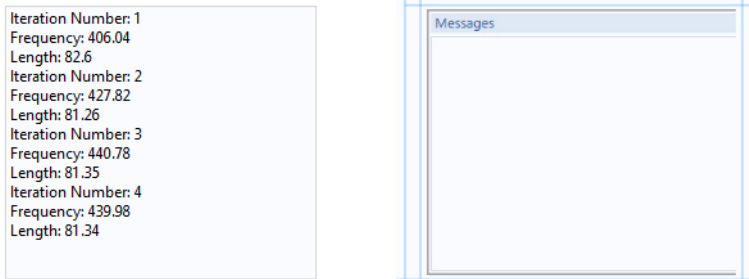 Iteration Number: 1
Frequency: 406.04
Length: 82.6
Iteration Number: 2
Frequency: 427.82
Length: 81.26
Iteration Number: 3
Frequency: 440.78
Length: 81.35
Iteration Number: 4
Frequency: 439.98
Length: 81.34
Messages